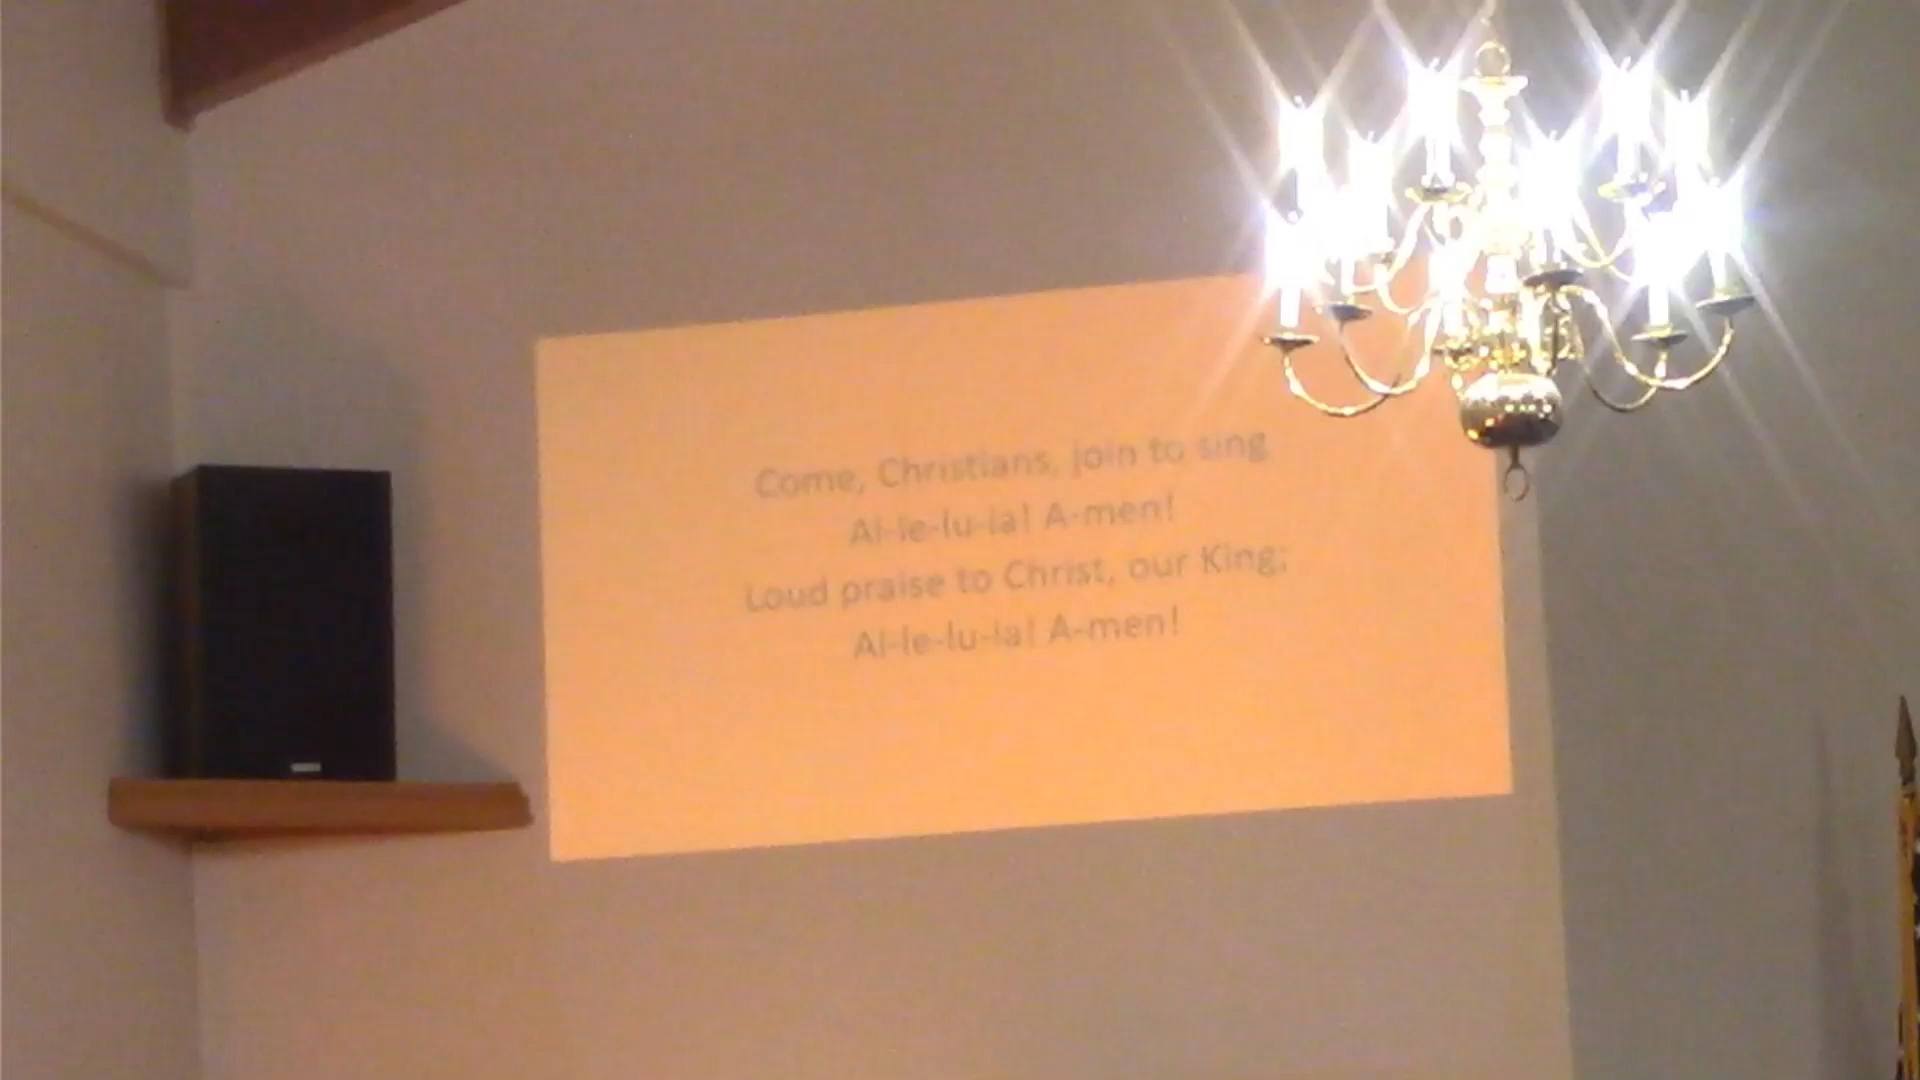 Come, Christians, join to sing
Al-le-lu-ia! A-men!
Loud praise to Christ, our King;
Al-le-lu-ia! A-men!